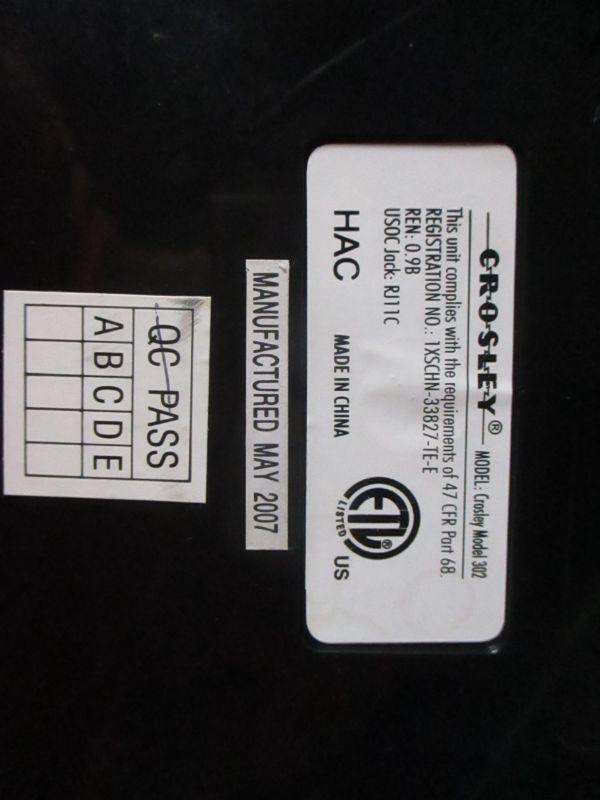 CROSLEY® MODEL: Crosley Model 302
This unit complies with the requirements of 47 CFR Part 68.
REGISTRATION NO.: 1XSCHN-33827-TE-E
REN: 0.9B
USOC Jack: RJ11C
HAC MADE IN CHINA ETL® LISTED US
MANUFACTURED MAY 2007
QC PASS
A B C D E